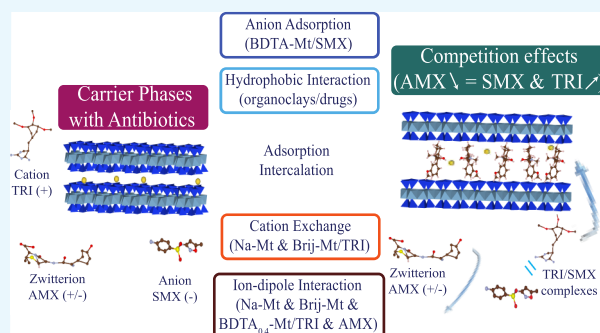 Anion Adsorption
(BDTA-Mt/SMX)
Hydrophobic Interaction
(organoclays/drugs)
Competition effects
(AMX↘ = SMX & TRI↗)
Carrier Phases
with Antibiotics
Adsorption
Intercalation
Cation
TRI (+)
Cation Exchange
(Na-Mt & Brij-Mt/TRI)
Zwitterion
AMX (+/-)
Anion
SMX (-)
Ion-dipole Interaction
(Na-Mt & Brij-Mt &
BDTA0.4-Mt/TRI & AMX)
Zwitterion
AMX (+/-)
TRI/SMX
complexes